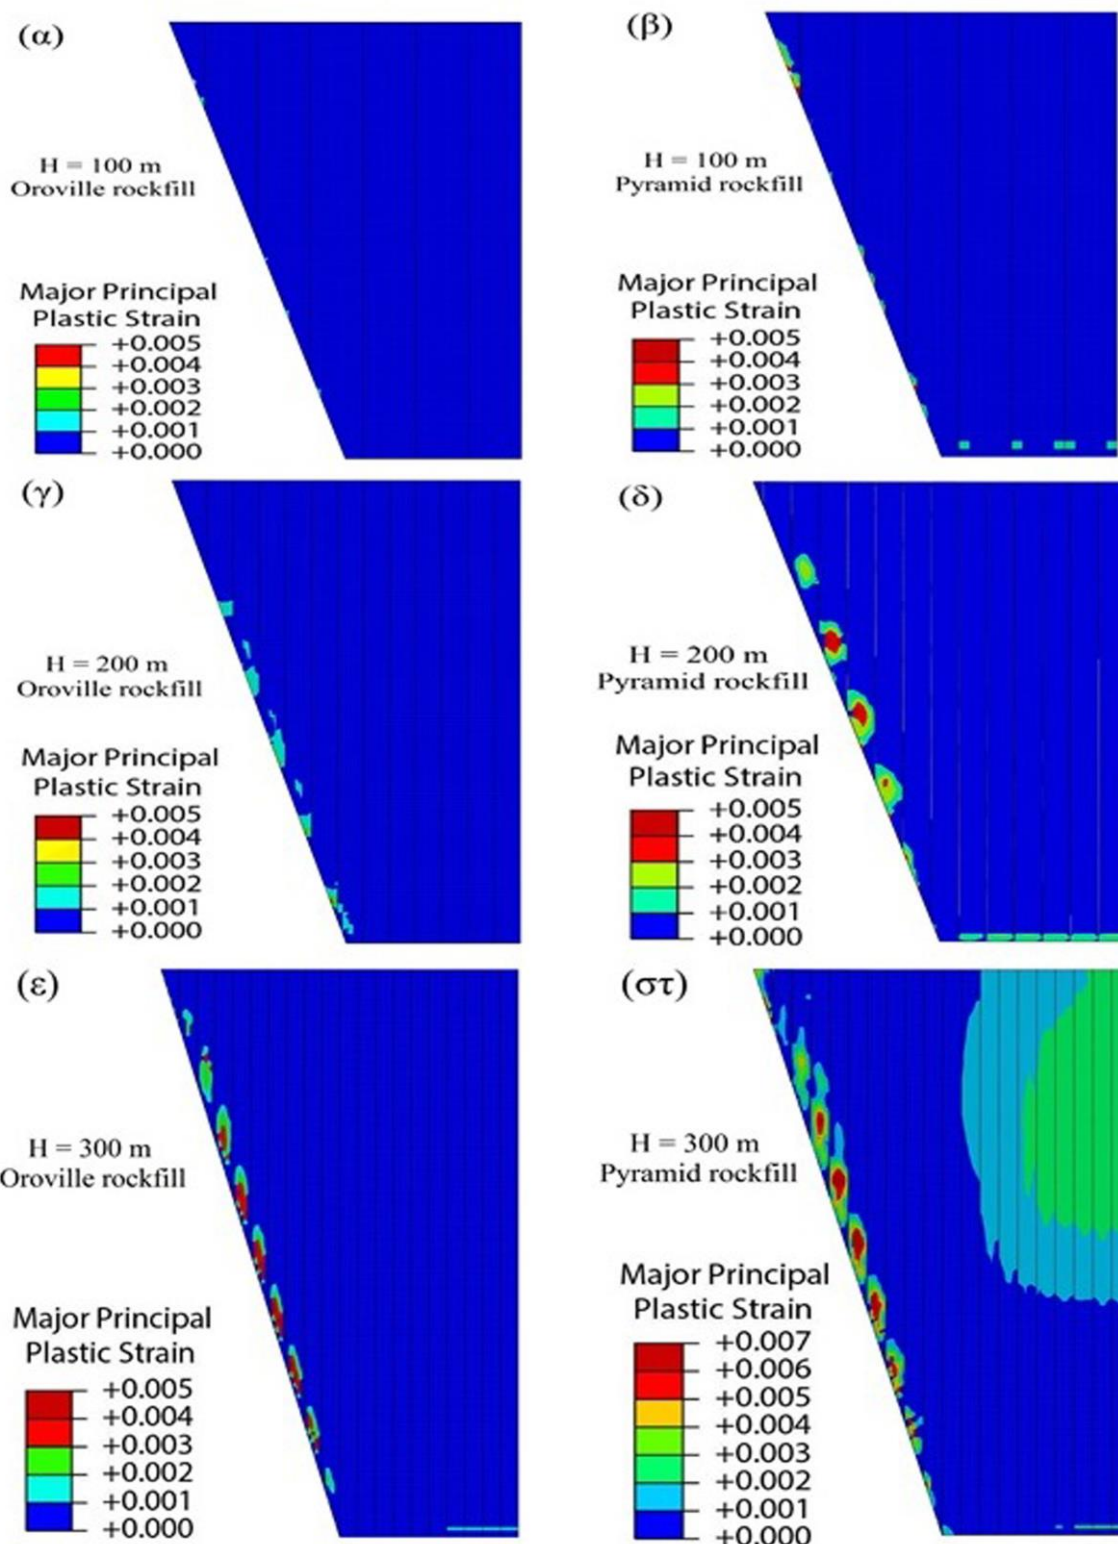 (α)
H = 100 m
Oroville rockfill
Major Principal
Plastic Strain
+0.005
+0.004
+0.003
+0.002
+0.001
+0.000
(β)
H = 100 m
Pyramid rockfill
Major Principal
Plastic Strain
+0.005
+0.004
+0.003
+0.002
+0.001
+0.000
(γ)
H = 200 m
Oroville rockfill
Major Principal
Plastic Strain
+0.005
+0.004
+0.003
+0.002
+0.001
+0.000
(δ)
H = 200 m
Pyramid rockfill
Major Principal
Plastic Strain
+0.005
+0.004
+0.003
+0.002
+0.001
+0.000
(ε)
H = 300 m
Oroville rockfill
Major Principal
Plastic Strain
+0.005
+0.004
+0.003
+0.002
+0.001
+0.000
(στ)
H = 300 m
Pyramid rockfill
Major Principal
Plastic Strain
+0.007
+0.006
+0.005
+0.004
+0.003
+0.002
+0.001
+0.000